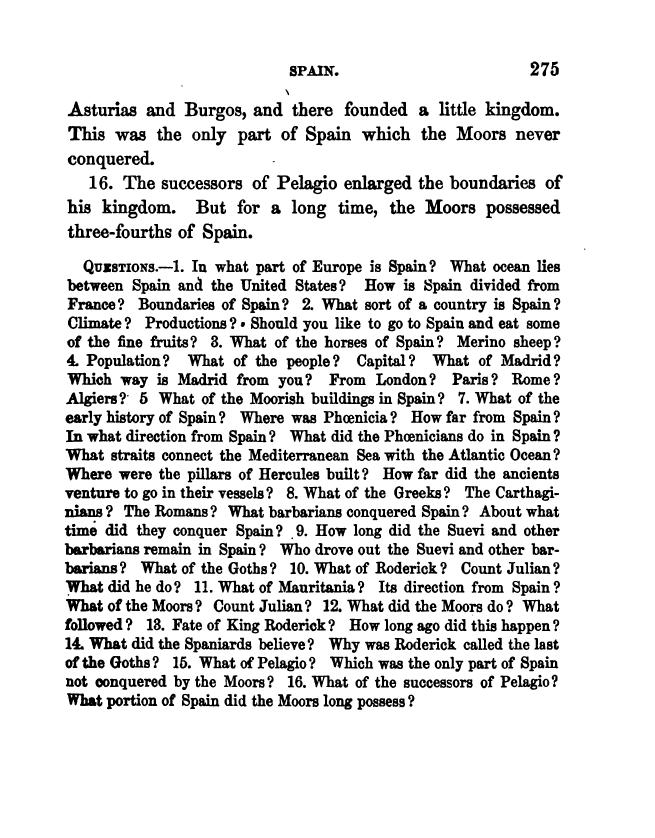 SPAIN. 275
Asturias and Burgos, and there founded a little kingdom.
This was the only part of Spain which the Moors never
conquered.
16. The successors of Pelagio enlarged the boundaries of
his kingdom. But for a long time, the Moors possessed
three-fourths of Spain.
QUESTIONS.—1. In what part of Europe is Spain? What ocean lies
between Spain and the United States? How is Spain divided from
France? Boundaries of Spain? 2. What sort of a country is Spain?
Climate? Productions? Should you like to go to Spain and eat some
of the fine fruits? 3. What of the horses of Spain? Merino sheep?
4. Population? What of the people? Capital? What of Madrid?
Which way is Madrid from you? From London? Paris? Rome?
Algiers? 5 What of the Moorish buildings in Spain? 7. What of the
early history of Spain? Where was Phœnicia? How far from Spain?
In what direction from Spain? What did the Phœnicians do in Spain?
What straits connect the Mediterranean Sea with the Atlantic Ocean?
Where were the pillars of Hercules built? How far did the ancients
venture to go in their vessels? 8. What of the Greeks? The Carthagi-
nians? The Romans? What barbarians conquered Spain? About what
time did they conquer Spain? 9. How long did the Suevi and other
barbarians remain in Spain? Who drove out the Suevi and other bar-
barians? What of the Goths? 10. What of Roderick? Count Julian?
What did he do? 11. What of Mauritania? Its direction from Spain?
What of the Moors? Count Julian? 12. What did the Moors do? What
followed? 13. Fate of King Roderick? How long ago did this happen?
14. What did the Spaniards believe? Why was Roderick called the last
of the Goths? 15. What of Pelagio? Which was the only part of Spain
not conquered by the Moors? 16. What of the successors of Pelagio?
What portion of Spain did the Moors long possess?